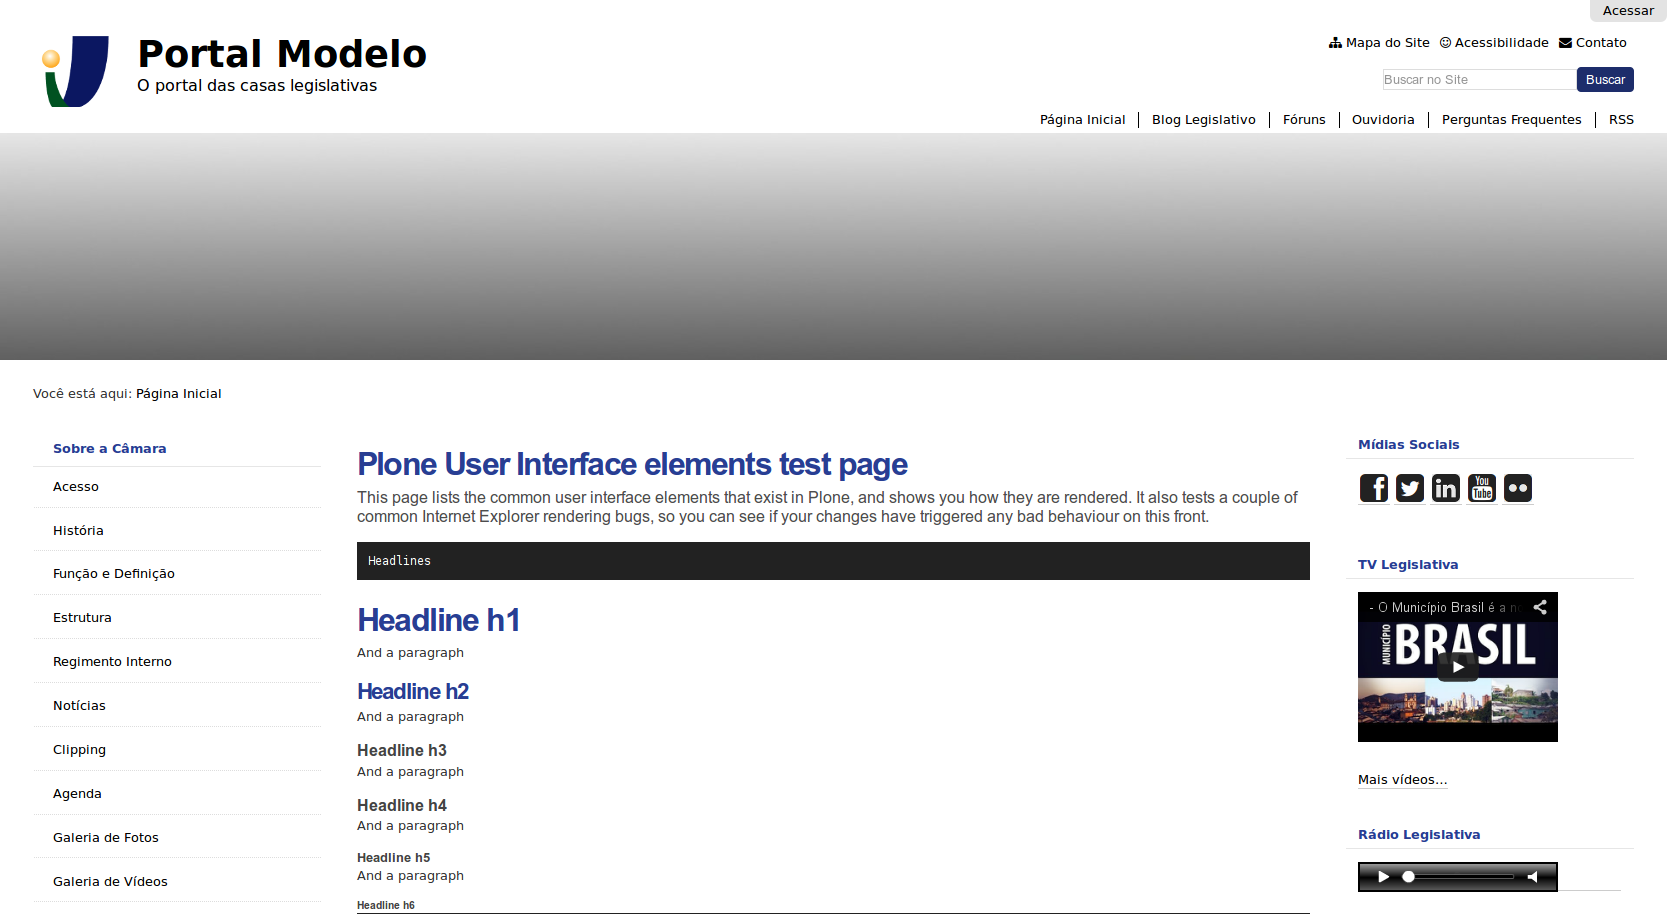 Acessar
Portal Modelo
O portal das casas legislativas
Mapa do Site Acessibilidade Contato
Buscar no Site Buscar
Página Inicial Blog Legislativo Fóruns Ouvidoria Perguntas Frequentes RSS
Você está aqui: Página Inicial
Sobre a Câmara
Acesso
História
Função e Definição
Estrutura
Regimento Interno
Notícias
Clipping
Agenda
Galeria de Fotos
Galeria de Vídeos
Plone User Interface elements test page
This page lists the common user interface elements that exist in Plone, and shows you how they are rendered. It also tests a couple of
common Internet Explorer rendering bugs, so you can see if your changes have triggered any bad behaviour on this front.
Headlines
Headline h1
And a paragraph
Headline h2
And a paragraph
Headline h3
And a paragraph
Headline h4
And a paragraph
Headline h5
And a paragraph
Headline h6
Mídias Sociais
f in You Tube
TV Legislativa
- O Município Brasil é a no
MUNICÍPIO BRASIL
Mais vídeos...
Rádio Legislativa